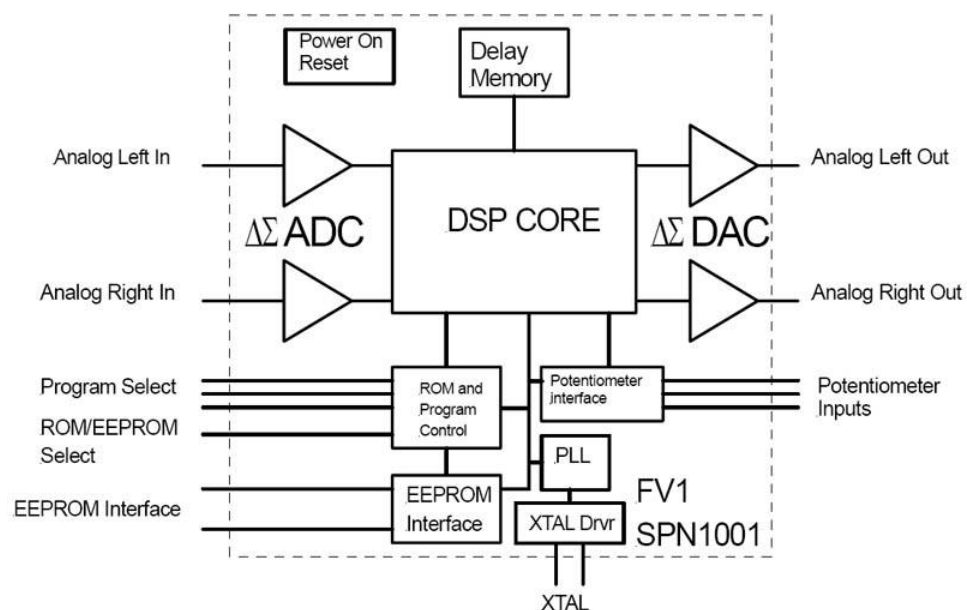 Power On
Reset
Delay
Memory
Analog Left In
Analog Left Out
DSP CORE
ΔΣ ADC
ΔΣ DAC
Analog Right In
Analog Right Out
Program Select
ROM and
Program
Control
Potentiometer
interface
Potentiometer
Inputs
ROM/EEPROM
Select
PLL
EEPROM Interface
EEPROM
Interface
XTAL Drvr
FV1
SPN1001
XTAL